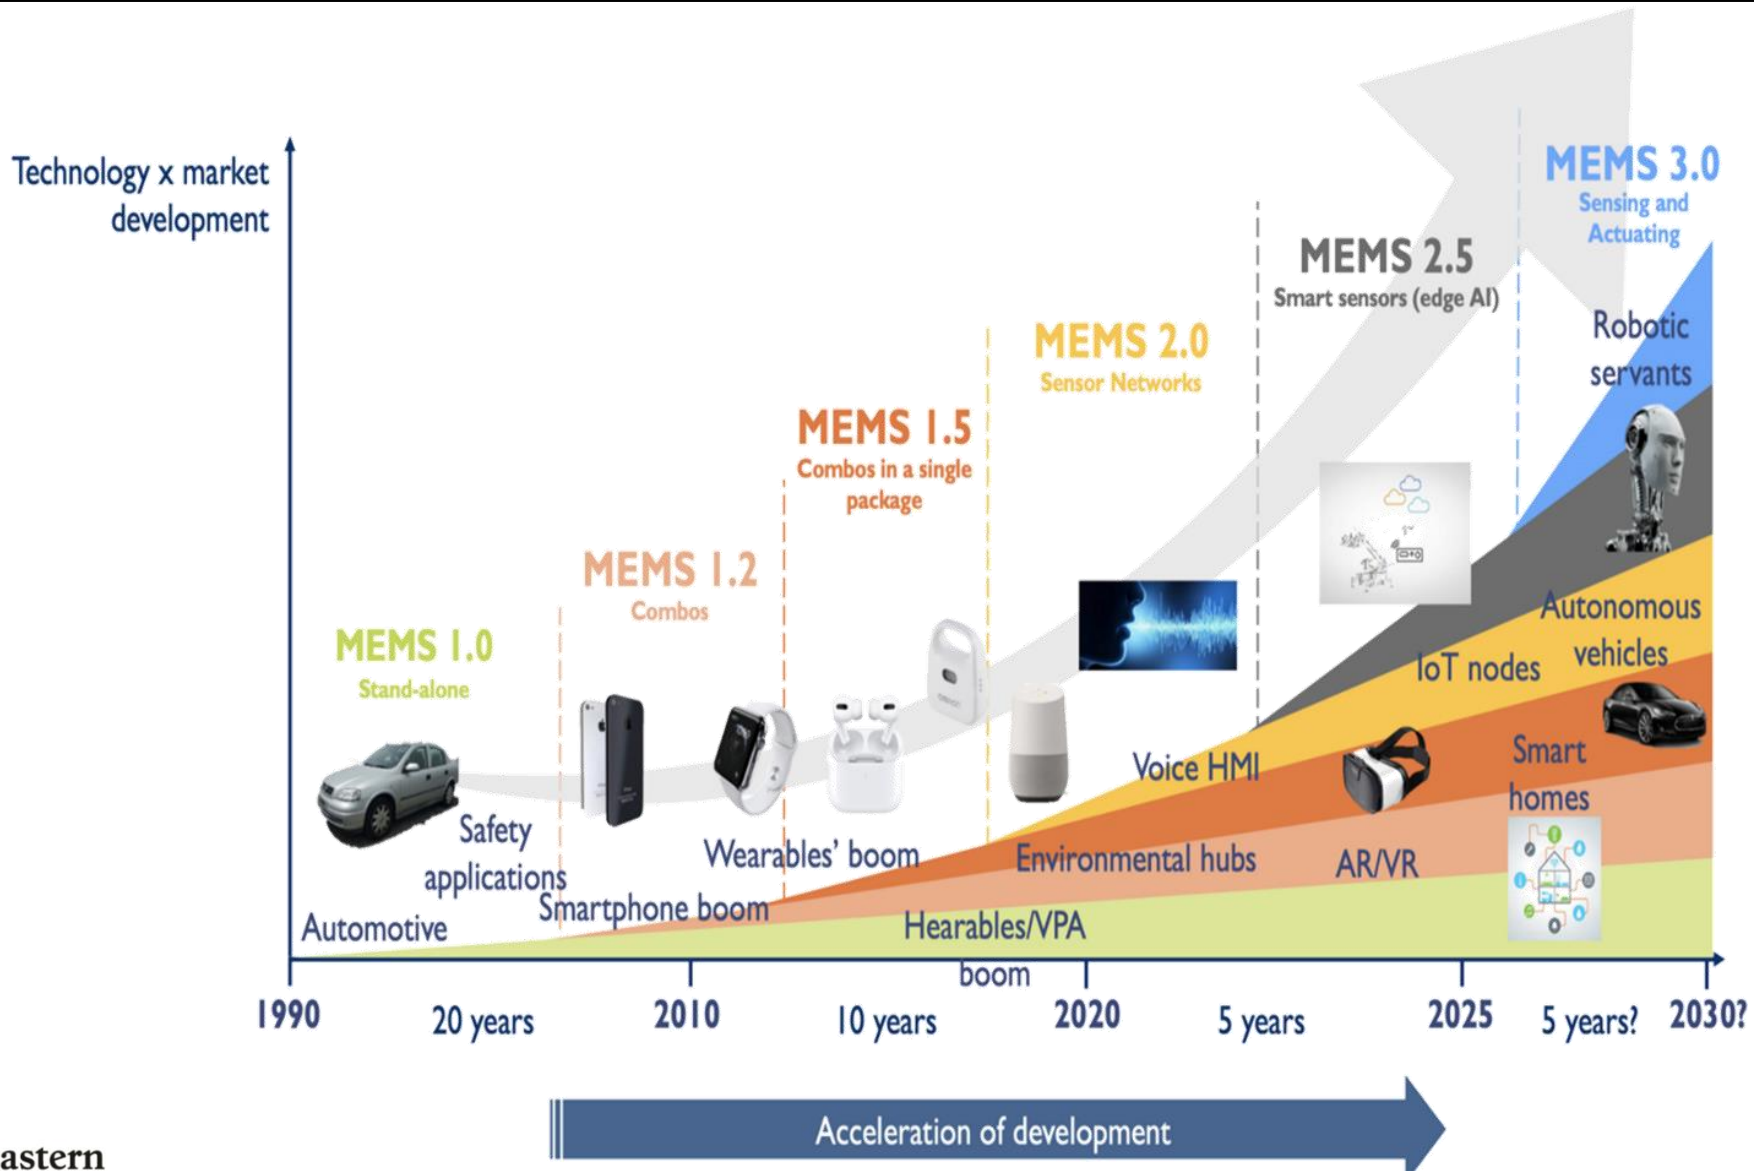 Technology x market
development
MEMS 3.0
Sensing and
Actuating
MEMS 2.5
Smart sensors (edge AI)
MEMS 2.0
Sensor Networks
MEMS 1.5
Combos in a single
package
MEMS 1.2
Combos
MEMS 1.0
Stand-alone
Robotic
servants
Autonomous
vehicles
IoT nodes
Smart
homes
Voice HMI
AR/VR
Environmental hubs
Wearables' boom
Hearables/VPA
boom
Safety
applications
Smartphone boom
Automotive
1990
20 years
2010
10 years
2020
5 years
2025
5 years?
2030?
Acceleration of development
astern